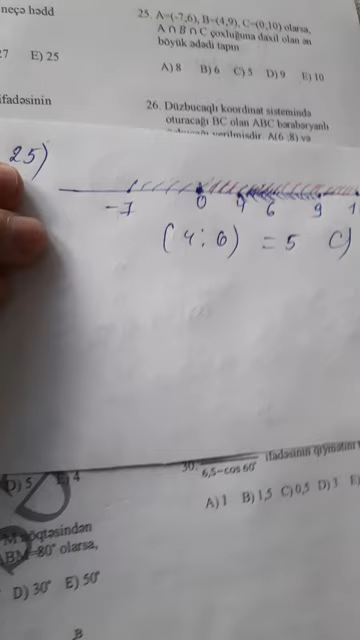 neçə hədd
27 E) 25
ifadəsinin
25. A=(-7,6), B=(4,9), C=(0,10) olarsa,
A ∩ B ∩ C çoxluğuna daxil olan ən
böyük ədədi tapın
A) 8 B) 6 C) 5 D) 9 E) 10
26. Düzbucaqlı koordinat sistemində
oturacağı BC olan ABC bərabəryanlı
verilmişdir. A(6;8) və
25)
-7 0 4 6 9 1
(4; 6) = 5 C)
D) 5 E) 4
M nöqtəsindən
ABM=80° olarsa,
D) 30° E) 50°
B
30. 6,5-cos 60° ifadəsinin qiymətini
A) 1 B) 1,5 C) 0,5 D) 3 E